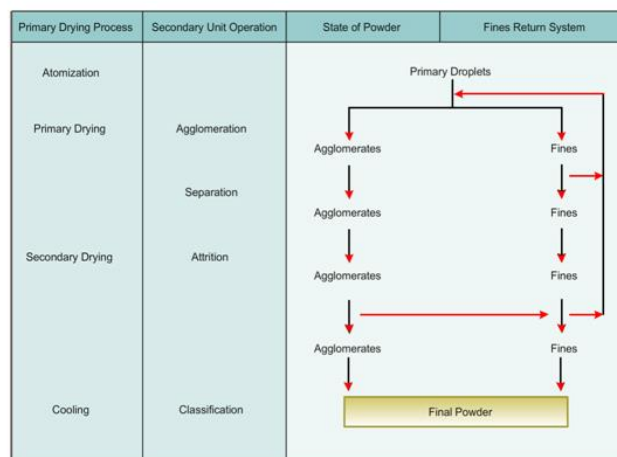 Primary Drying Process
Secondary Unit Operation
State of Powder
Fines Return System
Atomization
Primary Droplets
Primary Drying
Agglomeration
Agglomerates
Fines
Separation
Agglomerates
Fines
Secondary Drying
Attrition
Agglomerates
Fines
Agglomerates
Fines
Cooling
Classification
Final Powder